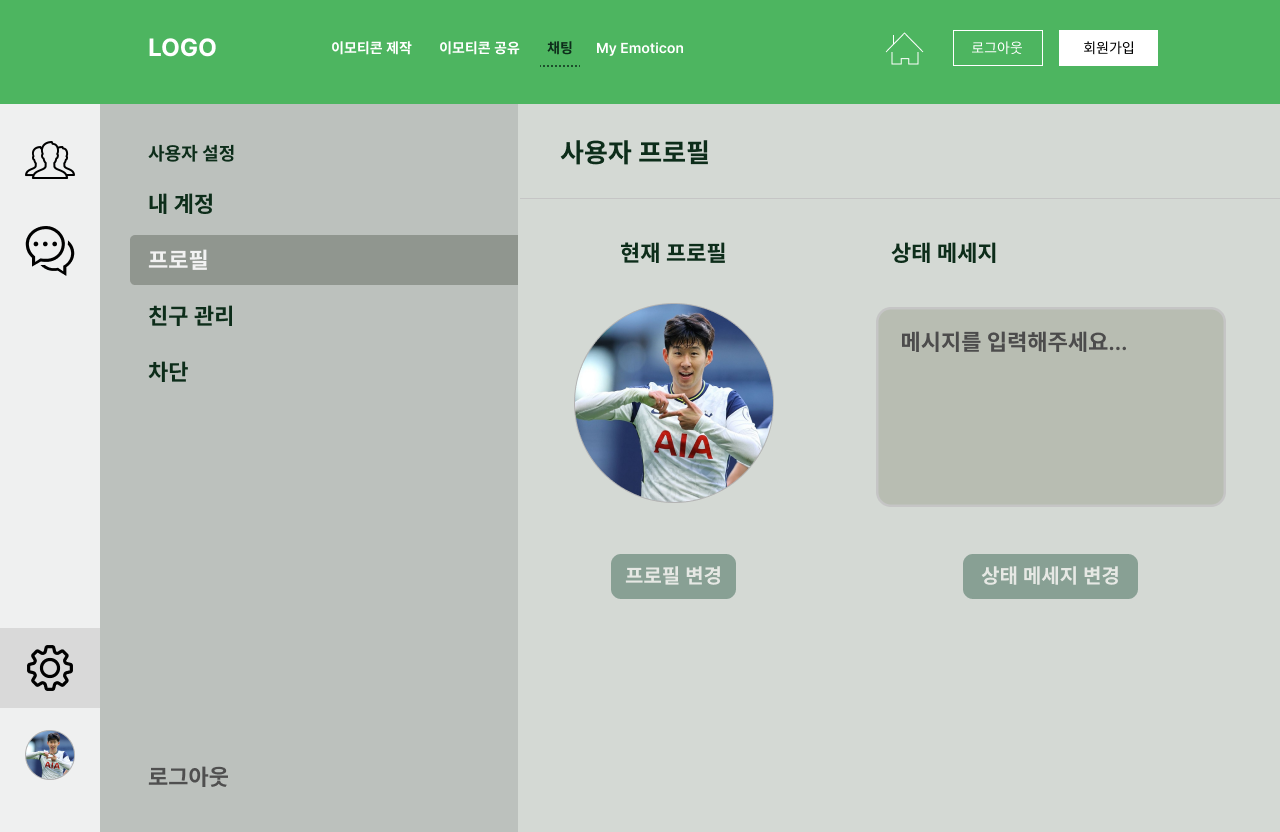 LOGO
이모티콘 제작
이모티콘 공유
채팅
My Emoticon
로그아웃
회원가입
사용자 설정
내 계정
프로필
친구 관리
차단
로그아웃
사용자 프로필
현재 프로필
상태 메세지
AIA
메시지를 입력해주세요...
프로필 변경
상태 메세지 변경